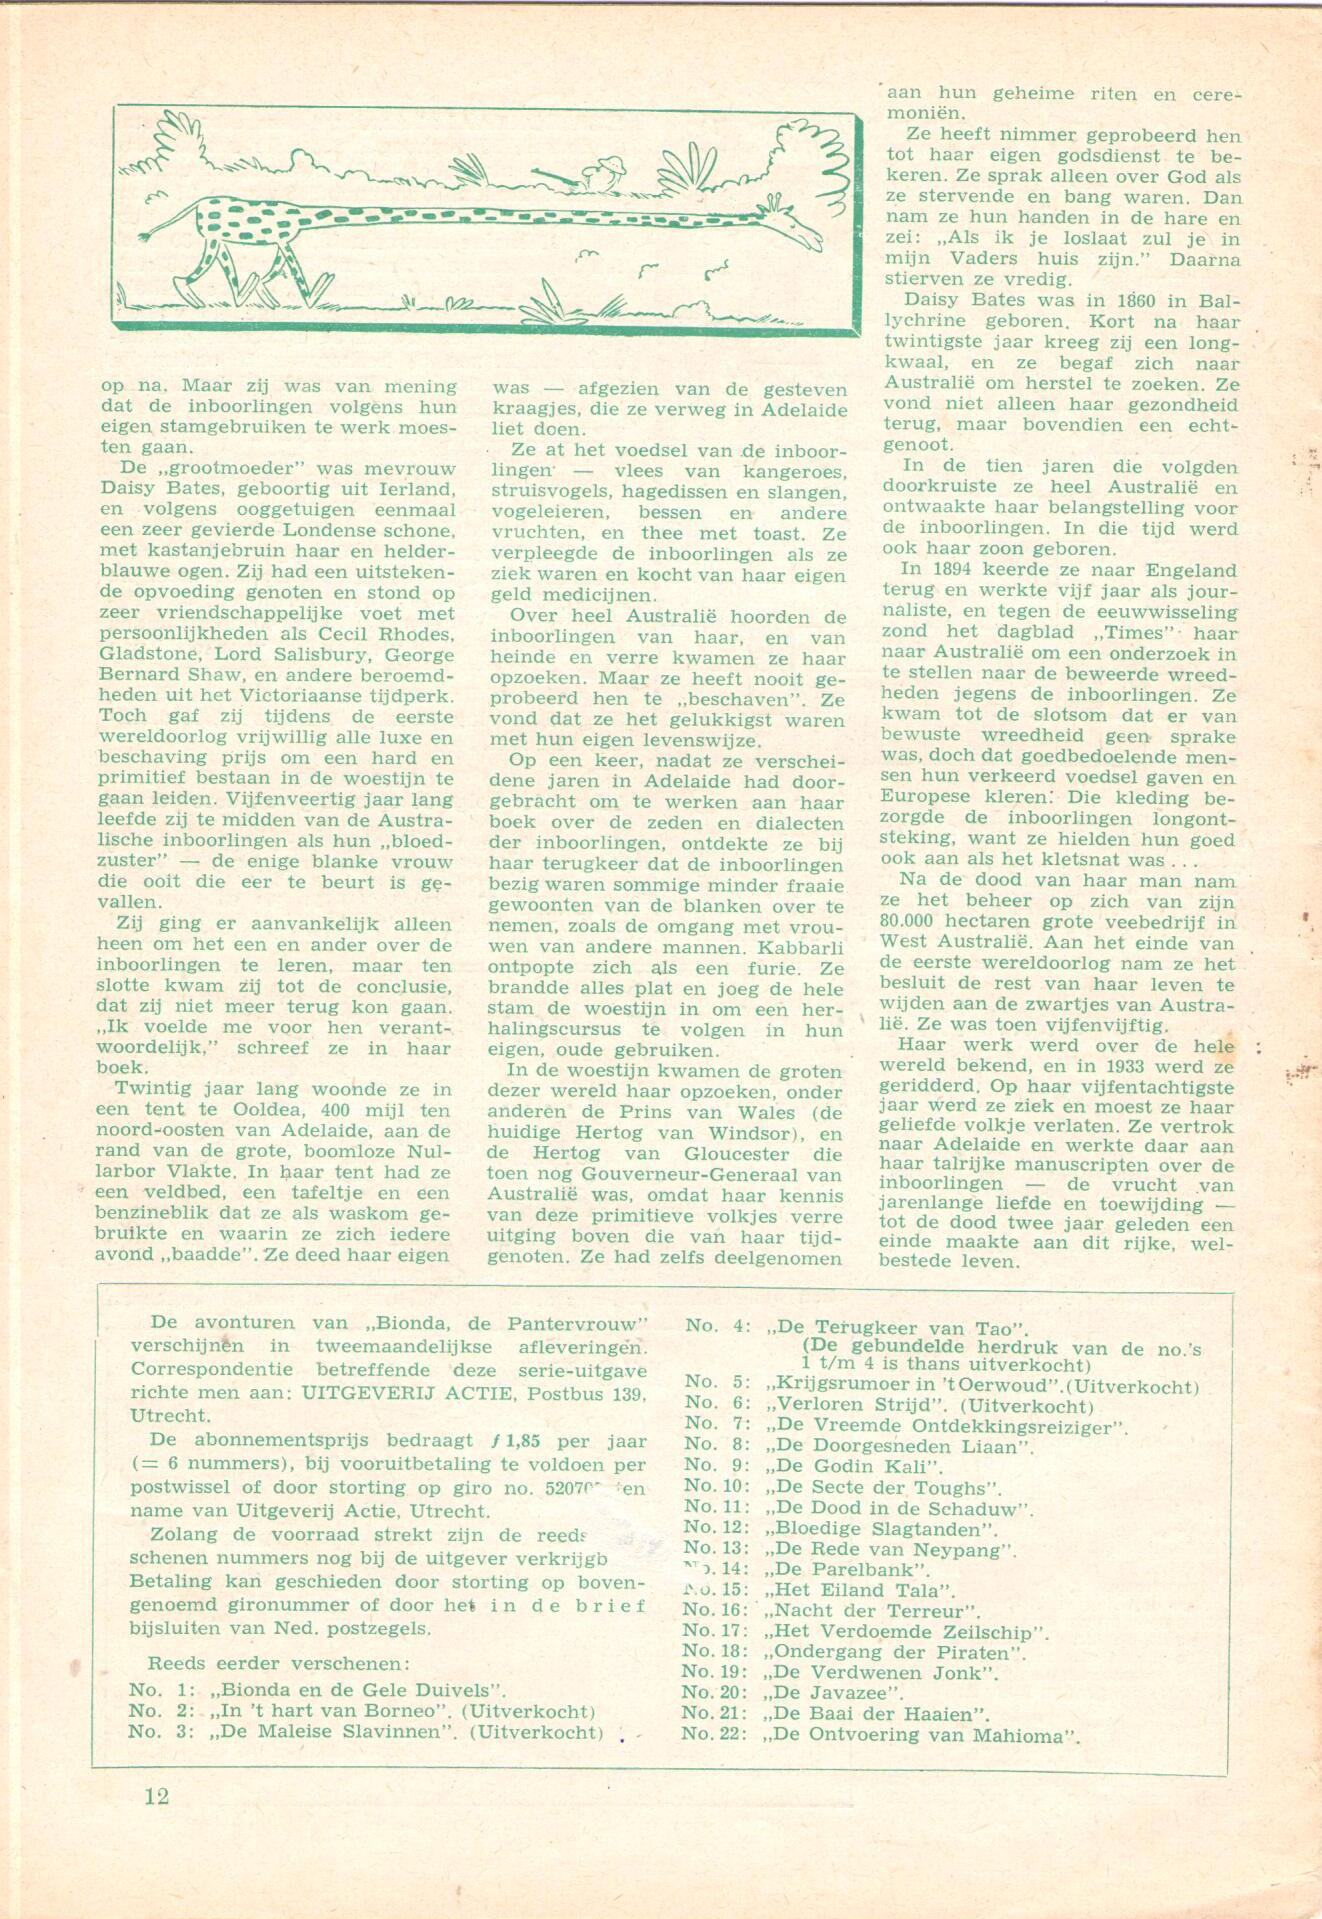 op na. Maar zij was van mening
dat de inboorlingen volgens hun
eigen stamgebruiken te werk moes-
ten gaan.
De „grootmoeder” was mevrouw
Daisy Bates, geboortig uit Ierland,
en volgens ooggetuigen eenmaal
een zeer gevierde Londense schone,
met kastanjebruin haar en helder-
blauwe ogen. Zij had een uitsteken-
de opvoeding genoten en stond op
zeer vriendschappelijke voet met
persoonlijkheden als Cecil Rhodes,
Gladstone, Lord Salisbury, George
Bernard Shaw, en andere beroemd-
heden uit het Victoriaanse tijdperk.
Toch gaf zij tijdens de eerste
wereldoorlog vrijwillig alle luxe en
beschaving prijs om een hard en
primitief bestaan in de woestijn te
gaan leiden. Vijfenveertig jaar lang
leefde zij te midden van de Austra-
lische inboorlingen als hun „bloed-
zuster” — de enige blanke vrouw
die ooit die eer te beurt is ge-
vallen.
Zij ging er aanvankelijk alleen
heen om het een en ander over de
inboorlingen te leren, maar ten
slotte kwam zij tot de conclusie,
dat zij niet meer terug kon gaan.
„Ik voelde me voor hen verant-
woordelijk,” schreef ze in haar
boek.
Twintig jaar lang woonde ze in
een tent te Ooldea, 400 mijl ten
noord-oosten van Adelaide, aan de
rand van de grote, boomloze Nul-
larbor Vlakte. In haar tent had ze
een veldbed, een tafeltje en een
benzineblik dat ze als waskom ge-
bruikte en waarin ze zich iedere
avond „baadde”. Ze deed haar eigen
was — afgezien van de gesteven
kraagjes, die ze verweg in Adelaide
liet doen.
Ze at het voedsel van de inboor-
lingen — vlees van kangeroes,
struisvogels, hagedissen en slangen,
vogeleieren, bessen en andere
vruchten, en thee met toast. Ze
verpleegde de inboorlingen als ze
ziek waren en kocht van haar eigen
geld medicijnen.
Over heel Australië hoorden de
inboorlingen van haar, en van
heinde en verre kwamen ze haar
opzoeken. Maar ze heeft nooit ge-
probeerd hen te „beschaven”. Ze
vond dat ze het gelukkigst waren
met hun eigen levenswijze.
Op een keer, nadat ze verschei-
dene jaren in Adelaide had door-
gebracht om te werken aan haar
boek over de zeden en dialecten
der inboorlingen, ontdekte ze bij
haar terugkeer dat de inboorlingen
bezig waren sommige minder fraaie
gewoonten van de blanken over te
nemen, zoals de omgang met vrou-
wen van andere mannen. Kabbarli
ontpopte zich als een furie. Ze
brandde alles plat en joeg de hele
stam de woestijn in om een her-
halingscursus te volgen in hun
eigen, oude gebruiken.
In de woestijn kwamen de groten
dezer wereld haar opzoeken, onder
anderen de Prins van Wales (de
huidige Hertog van Windsor), en
de Hertog van Gloucester die
toen nog Gouverneur-Generaal van
Australië was, omdat haar kennis
van deze primitieve volkjes verre
uitging boven die van haar tijd-
genoten. Ze had zelfs deelgenomen
aan hun geheime riten en cere-
moniën.
Ze heeft nimmer geprobeerd hen
tot haar eigen godsdienst te be-
keren. Ze sprak alleen over God als
ze stervende en bang waren. Dan
nam ze hun handen in de hare en
zei: „Als ik je loslaat zul je in
mijn Vaders huis zijn.” Daarna
stierven ze vredig.
Daisy Bates was in 1860 in Bal-
lychrine geboren. Kort na haar
twintigste jaar kreeg zij een long-
kwaal, en ze begaf zich naar
Australië om herstel te zoeken. Ze
vond niet alleen haar gezondheid
terug, maar bovendien een echt-
genoot.
In de tien jaren die volgden
doorkruiste ze heel Australië en
ontwaakte haar belangstelling voor
de inboorlingen. In die tijd werd
ook haar zoon geboren.
In 1894 keerde ze naar Engeland
terug en werkte vijf jaar als jour-
naliste, en tegen de eeuwwisseling
zond het dagblad „Times” haar
naar Australië om een onderzoek in
te stellen naar de beweerde wreed-
heden jegens de inboorlingen. Ze
kwam tot de slotsom dat er van
bewuste wreedheid geen sprake
was, doch dat goedbedoelende men-
sen hun verkeerd voedsel gaven en
Europese kleren. Die kleding be-
zorgde de inboorlingen longont-
steking, want ze hielden hun goed
ook aan als het kletsnat was ...
Na de dood van haar man nam
ze het beheer op zich van zijn
80.000 hectaren grote veebedrijf in
West Australië. Aan het einde van
de eerste wereldoorlog nam ze het
besluit de rest van haar leven te
wijden aan de zwartjes van Austra-
lië. Ze was toen vijfenvijftig.
Haar werk werd over de hele
wereld bekend, en in 1933 werd ze
geridderd. Op haar vijfentachtigste
jaar werd ze ziek en moest ze haar
geliefde volkje verlaten. Ze vertrok
naar Adelaide en werkte daar aan
haar talrijke manuscripten over de
inboorlingen — de vrucht van
jarenlange liefde en toewijding —
tot de dood twee jaar geleden een
einde maakte aan dit rijke, wel-
bestede leven.
De avonturen van „Bionda, de Pantervrouw”
verschijnen in tweemaandelijkse afleveringen.
Correspondentie betreffende deze serie-uitgave
richte men aan: UITGEVERIJ ACTIE, Postbus 139,
Utrecht.
De abonnementsprijs bedraagt f 1,85 per jaar
(= 6 nummers), bij vooruitbetaling te voldoen per
postwissel of door storting op giro no. 52070 ten
name van Uitgeverij Actie, Utrecht.
Zolang de voorraad strekt zijn de reeds
schenen nummers nog bij de uitgever verkrijgb
Betaling kan geschieden door storting op boven-
genoemd gironummer of door het in de brief
bijsluiten van Ned. postzegels.
Reeds eerder verschenen:
No. 1: „Bionda en de Gele Duivels”.
No. 2: „In 't hart van Borneo”. (Uitverkocht)
No. 3: „De Maleise Slavinnen”. (Uitverkocht)
No. 4: „De Terugkeer van Tao”.
(De gebundelde herdruk van de no.'s
1 t/m 4 is thans uitverkocht)
No. 5: „Krijgsrumoer in 't Oerwoud”. (Uitverkocht)
No. 6: „Verloren Strijd”. (Uitverkocht)
No. 7: „De Vreemde Ontdekkingsreiziger”.
No. 8: „De Doorgesneden Liaan”.
No. 9: „De Godin Kali”.
No. 10: „De Secte der Toughs”.
No. 11: „De Dood in de Schaduw”.
No. 12: „Bloedige Slagtanden”.
No. 13: „De Rede van Neypang”.
No. 14: „De Parelbank”.
No. 15: „Het Eiland Tala”.
No. 16: „Nacht der Terreur”.
No. 17: „Het Verdoemde Zeilschip”.
No. 18: „Ondergang der Piraten”.
No. 19: „De Verdwenen Jonk”.
No. 20: „De Javazee”.
No. 21: „De Baai der Haaien”.
No. 22: „De Ontvoering van Mahioma”.
12